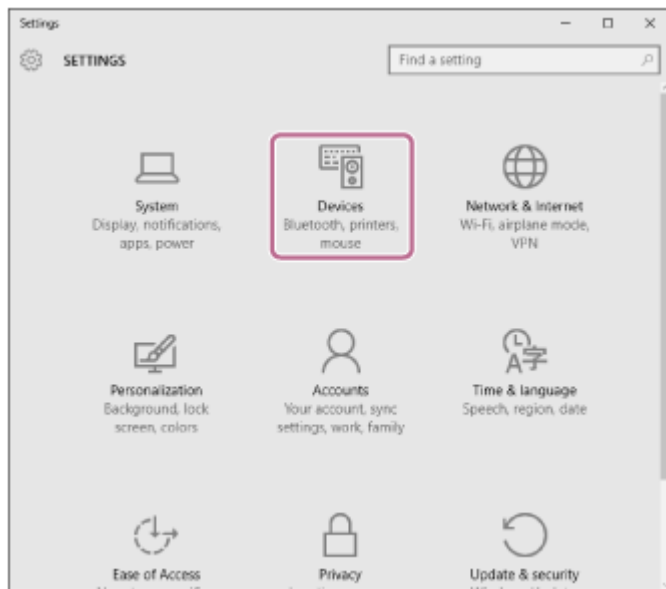 Settings
SETTINGS
Find a setting
System
Display, notifications,
apps, power
Devices
Bluetooth, printers,
mouse
Network & Internet
Wi-Fi, airplane mode,
VPN
Personalization
Background, lock
screen, colors
Accounts
Your account, sync
settings, work, family
Time & language
Speech, region, date
Ease of Access
Privacy
Update & security